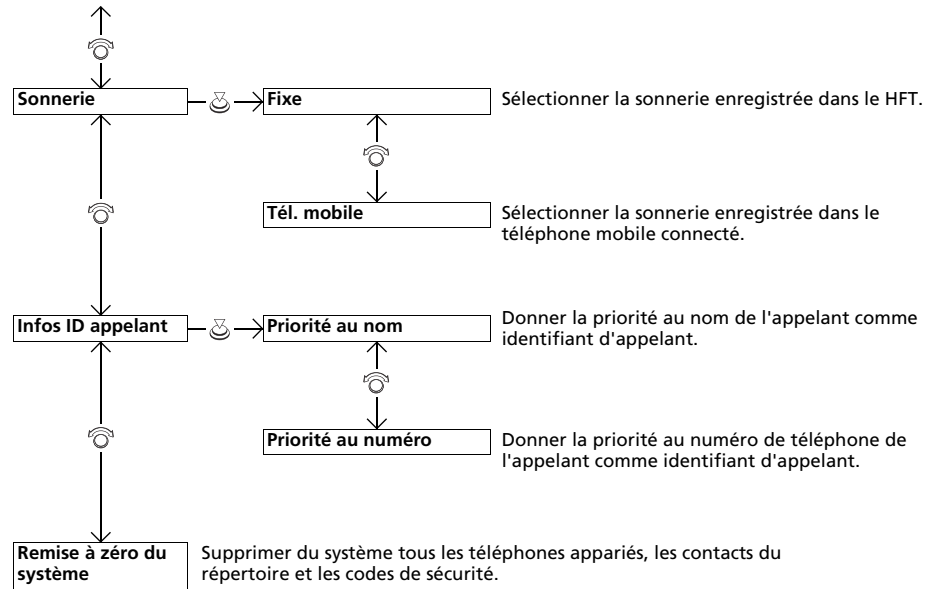 Sonnerie
Fixe
Sélectionner la sonnerie enregistrée dans le HFT.
Tél. mobile
Sélectionner la sonnerie enregistrée dans le
téléphone mobile connecté.
Infos ID appelant
Priorité au nom
Donner la priorité au nom de l'appelant comme
identifiant d'appelant.
Priorité au numéro
Donner la priorité au numéro de téléphone de
l'appelant comme identifiant d'appelant.
Remise à zéro du
système
Supprimer du système tous les téléphones appariés, les contacts du
répertoire et les codes de sécurité.